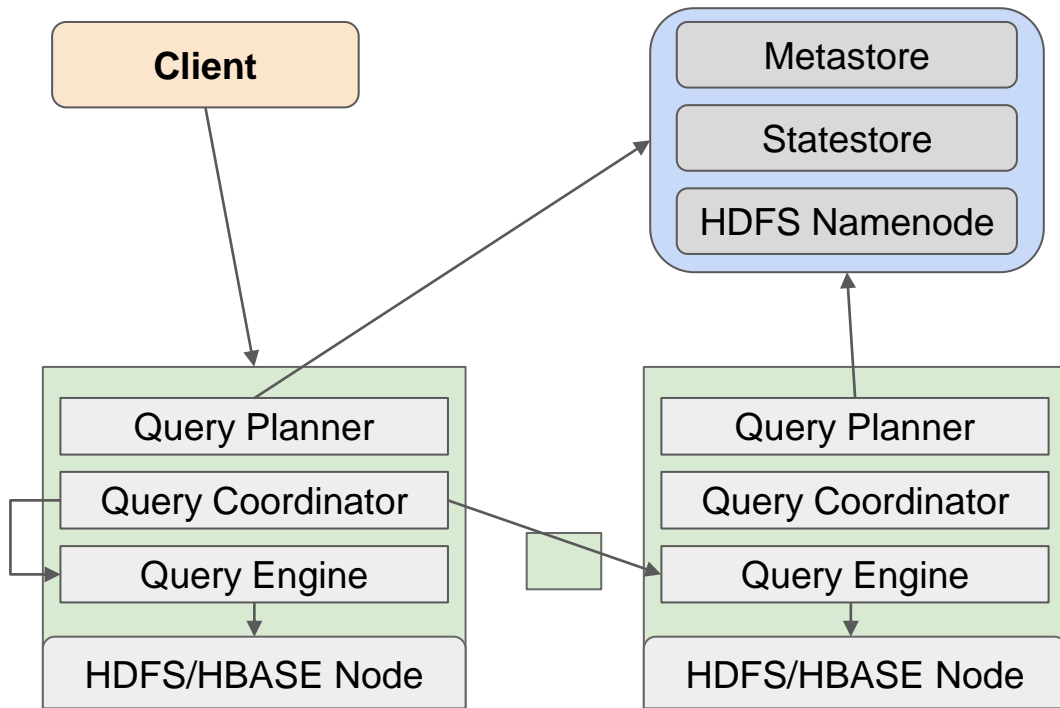 Client
Metastore
Statestore
HDFS Namenode
Query Planner
Query Coordinator
Query Engine
HDFS/HBASE Node
Query Planner
Query Coordinator
Query Engine
HDFS/HBASE Node